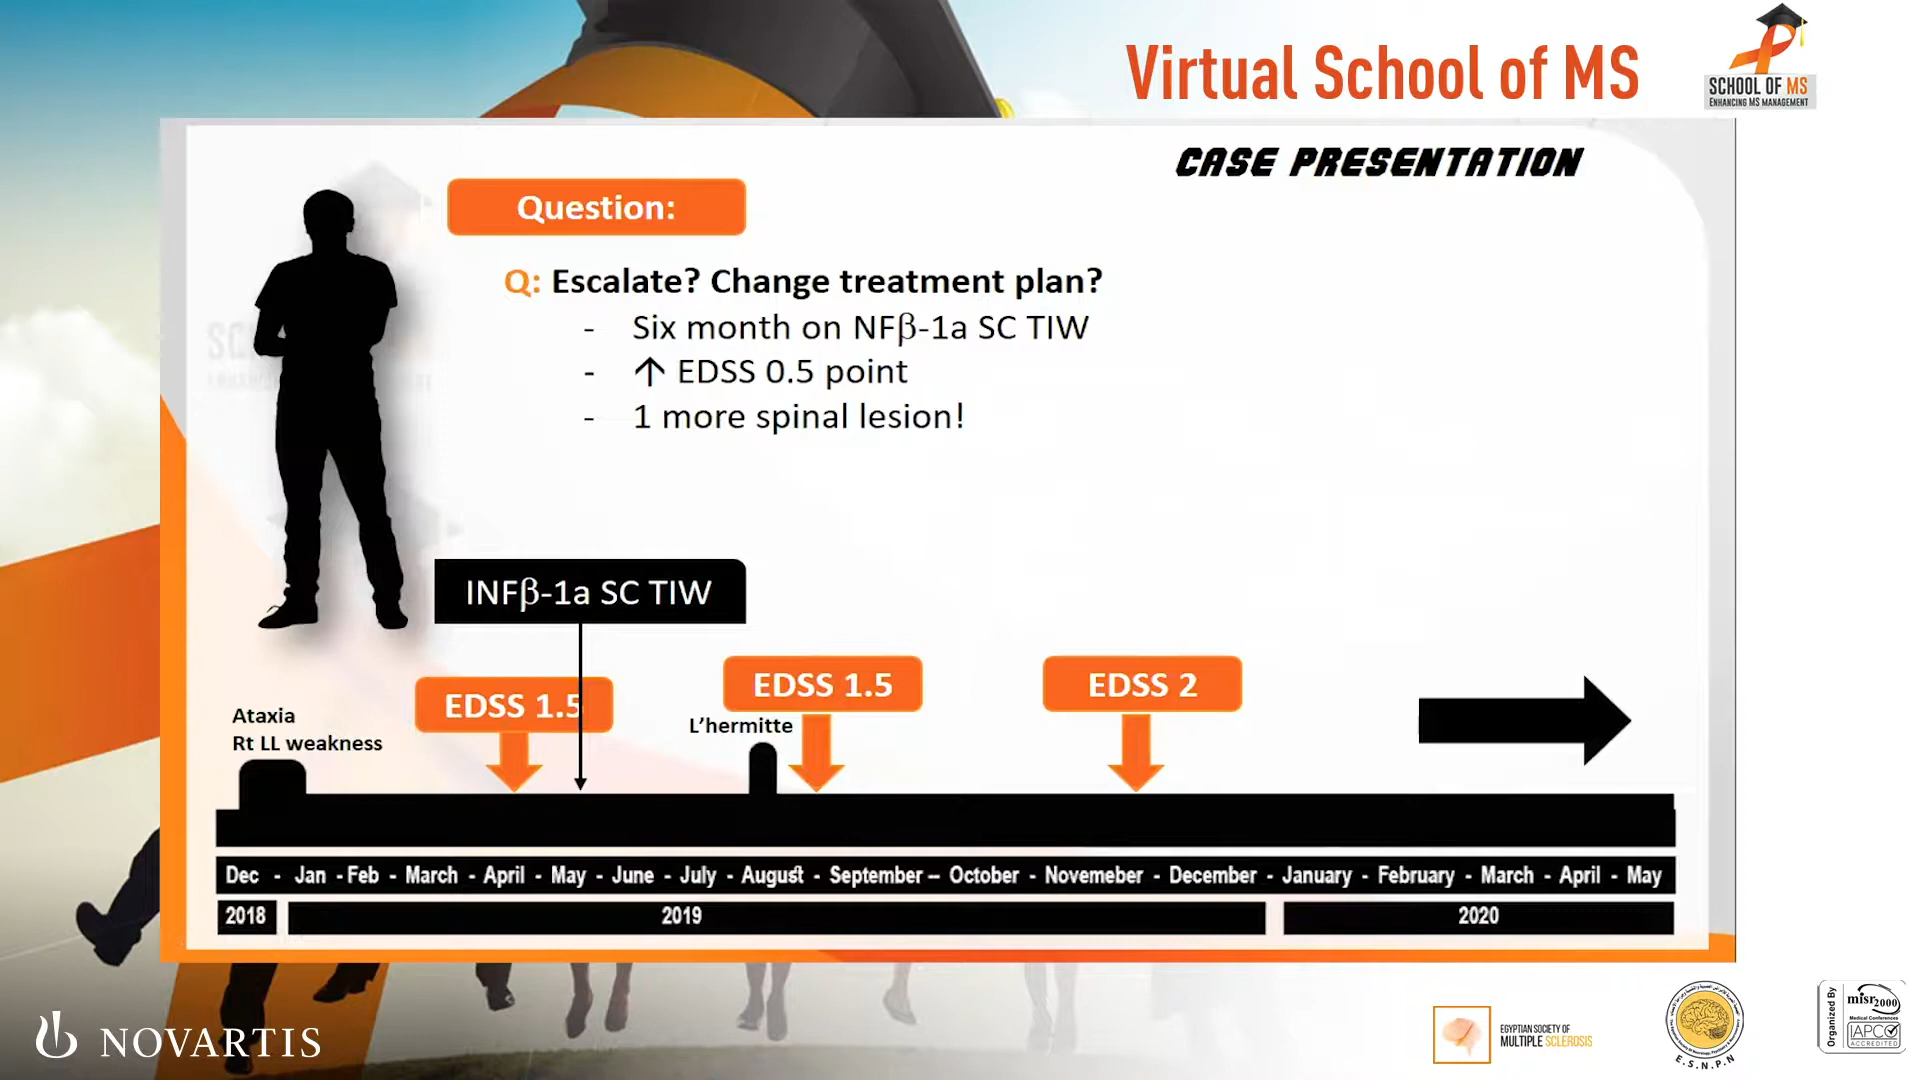 Virtual School of MS
SCHOOL OF MS
ENHANCING MS MANAGEMENT
CASE PRESENTATION
Question:
Q: Escalate? Change treatment plan?
- Six month on NFβ-1a SC TIW
- ↑ EDSS 0.5 point
- 1 more spinal lesion!
INFβ-1a SC TIW
EDSS 1.5
EDSS 1.5
EDSS 2
Ataxia
Rt LL weakness
L’hermitte
Dec - Jan - Feb - March - April - May - June - July - August - September – October - Novemeber - December - January - February - March - April - May
2018 2019 2020
NOVARTIS
EGYPTIAN SOCIETY OF
MULTIPLE SCLEROSIS
E.S.N.P.N
Organized By
misr2000
Medical Conferences
IAPCO
ACCREDITED